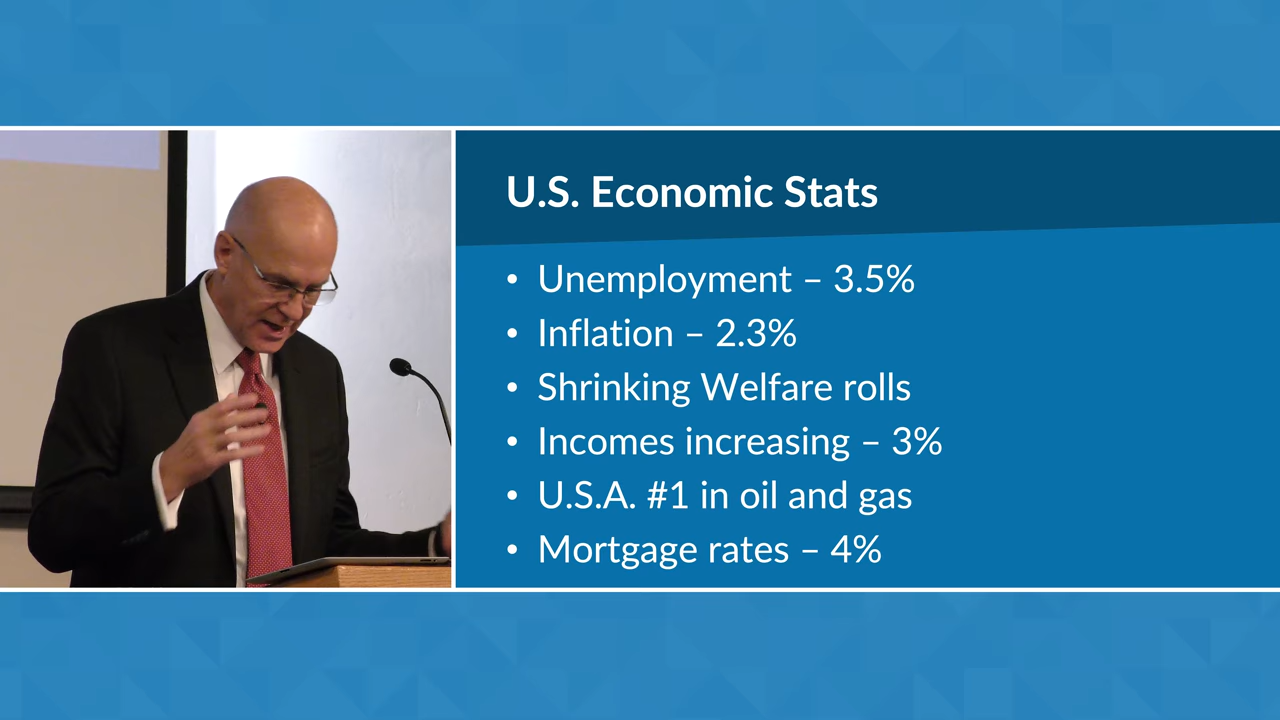 U.S. Economic Stats
• Unemployment – 3.5%
• Inflation – 2.3%
• Shrinking Welfare rolls
• Incomes increasing – 3%
• U.S.A. #1 in oil and gas
• Mortgage rates – 4%